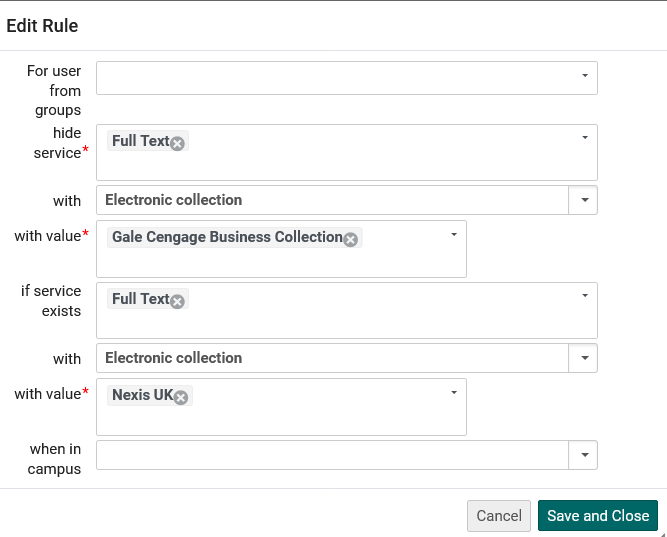 Edit Rule
For user
from
groups
hide
service*
Full Text
with
Electronic collection
with value*
Gale Cengage Business Collection
if service
exists
Full Text
with
Electronic collection
with value*
Nexis UK
when in
campus
Cancel
Save and Close